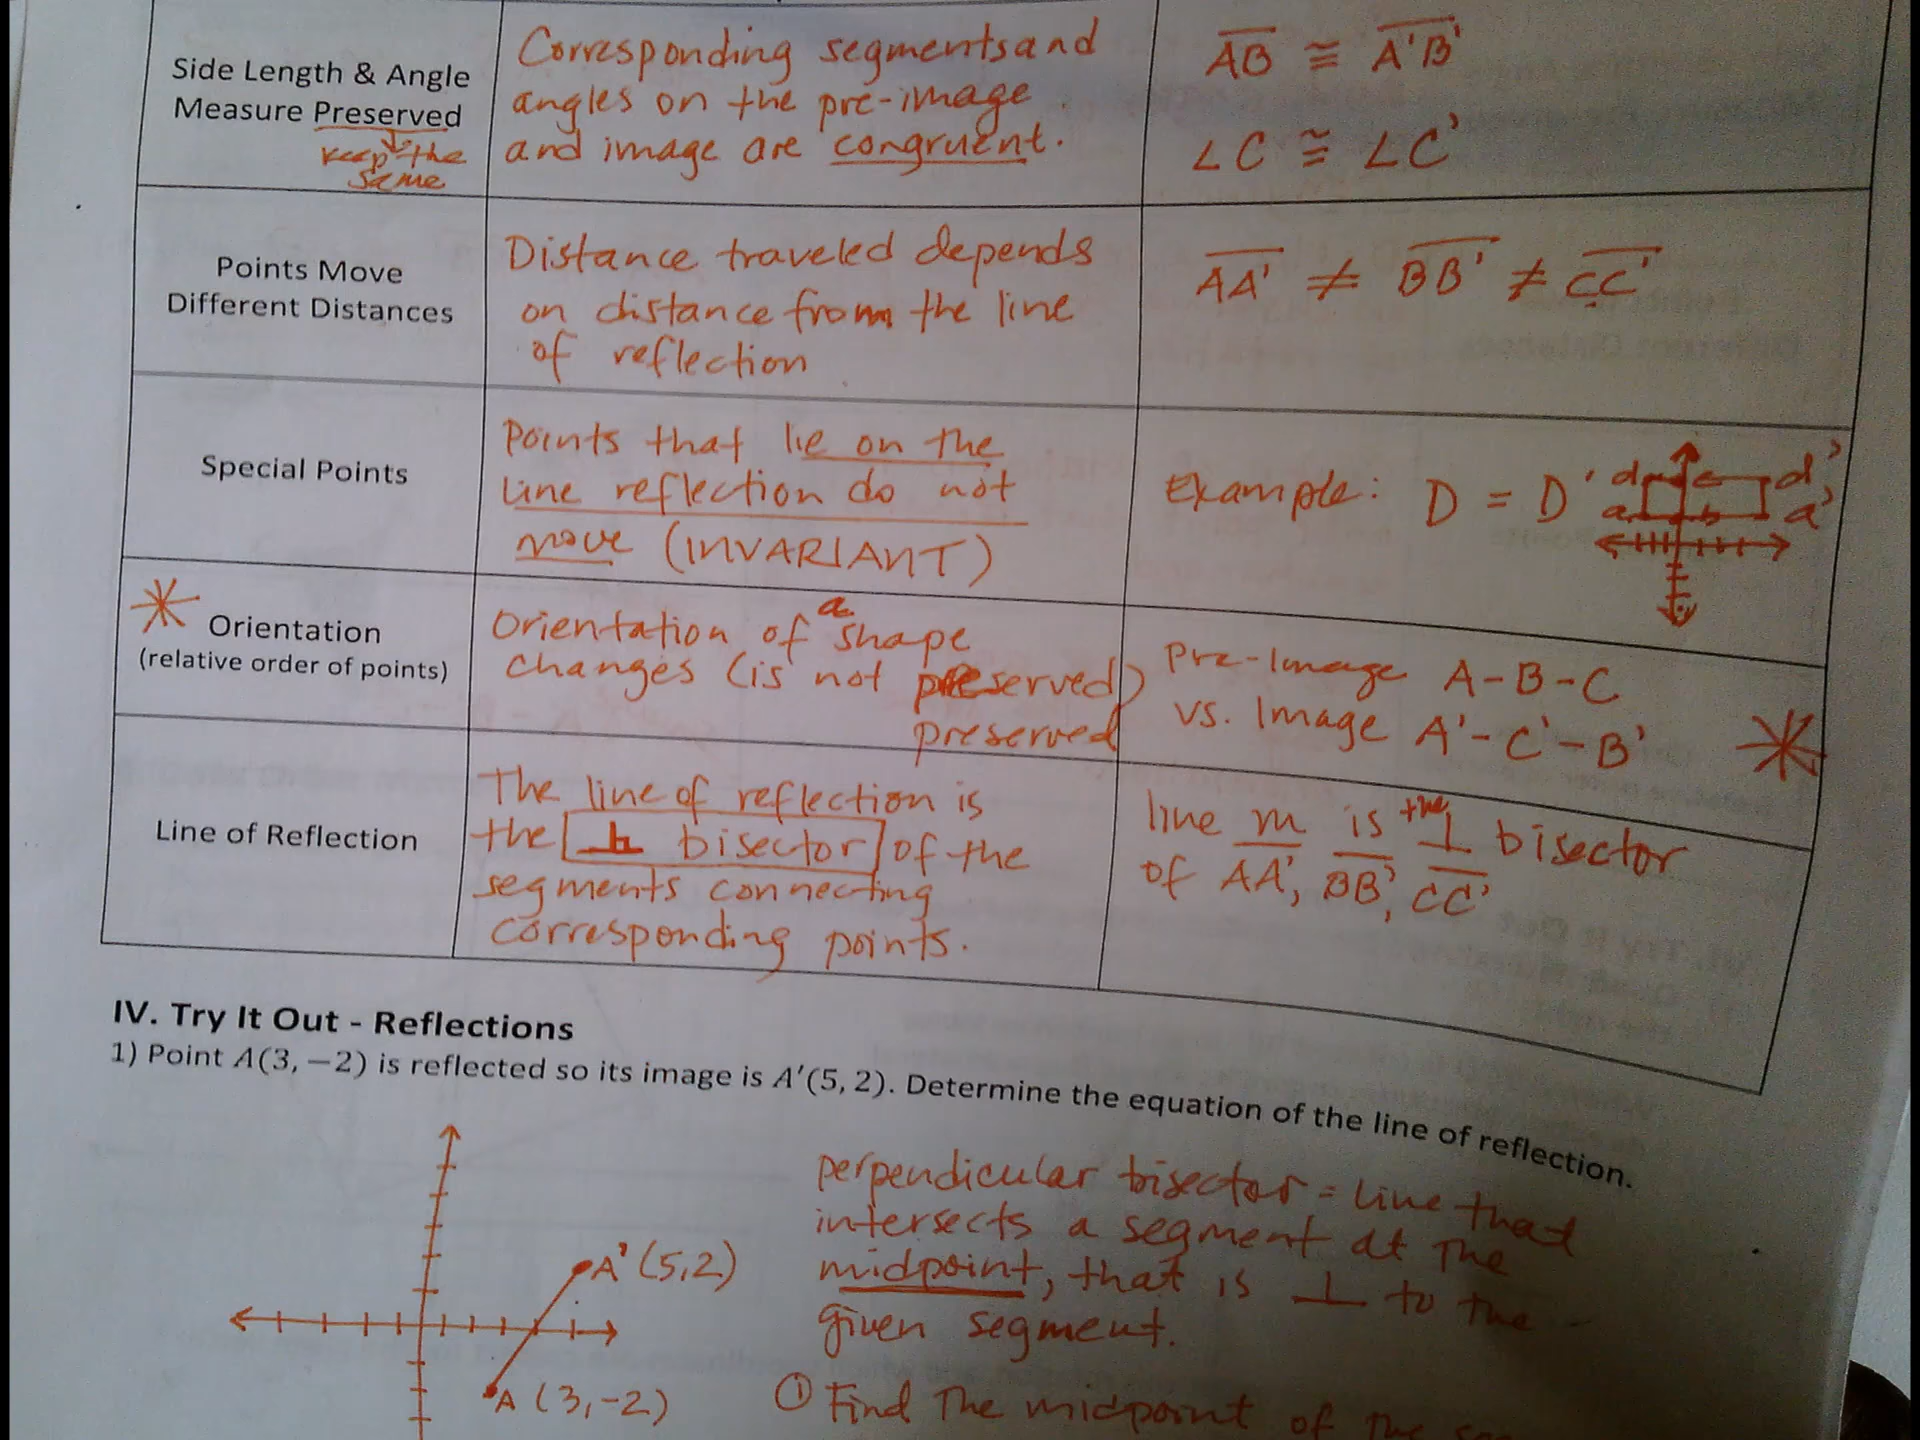 Side Length & Angle
Measure Preserved
keep the
same
Corresponding segments and
angles on the pre-image
and image are congruent.
AB ≅ A'B'
∠C ≅ ∠C'
Points Move
Different Distances
Distance traveled depends
on distance from the line
of reflection
AA' ≠ BB' ≠ CC'
Special Points
Points that lie on the
line reflection do not
move (INVARIANT)
Example: D = D'
d d'
a b a'
Orientation
(relative order of points)
Orientation of a shape
changes (is not preserved)
preserved
Pre-Image A-B-C
vs. Image A'-C'-B'
Line of Reflection
The line of reflection is
the ⊥ bisector of the
segments connecting
corresponding points.
line m is the ⊥ bisector
of AA', BB', CC'
IV. Try It Out - Reflections
1) Point A(3, −2) is reflected so its image is A′(5, 2). Determine the equation of the line of reflection.
A' (5,2)
A (3,-2)
perpendicular bisector = line that
intersects a segment at the
midpoint, that is ⊥ to the
given segment.
① Find The midpoint of the